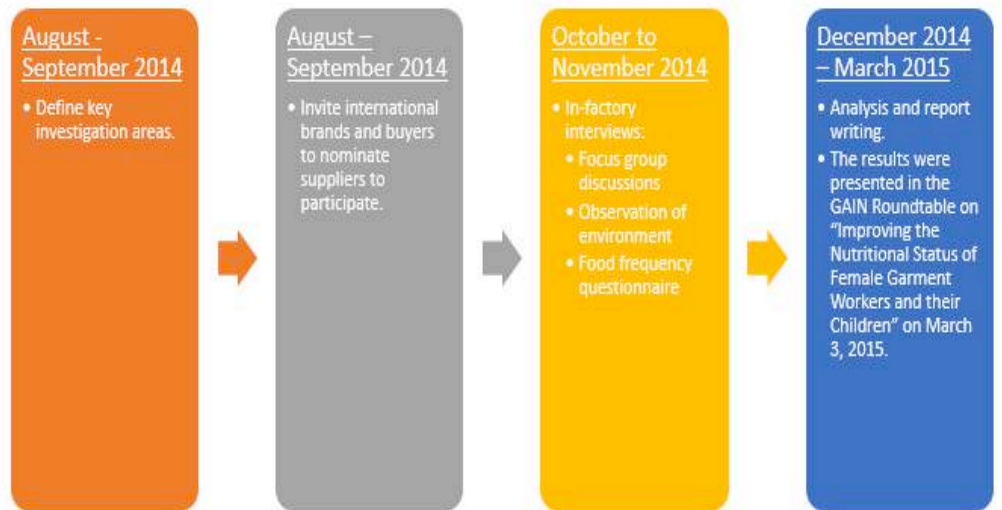 August -
September 2014
• Define key
investigation areas.
August –
September 2014
• Invite international
brands and buyers
to nominate
suppliers to
participate.
October to
November 2014
• In-factory
interviews:
• Focus group
discussions
• Observation of
environment
• Food frequency
questionnaire
December 2014
– March 2015
• Analysis and report
writing.
• The results were
presented in the
GAIN Roundtable on
“Improving the
Nutritional Status of
Female Garment
Workers and their
Children” on March
3, 2015.